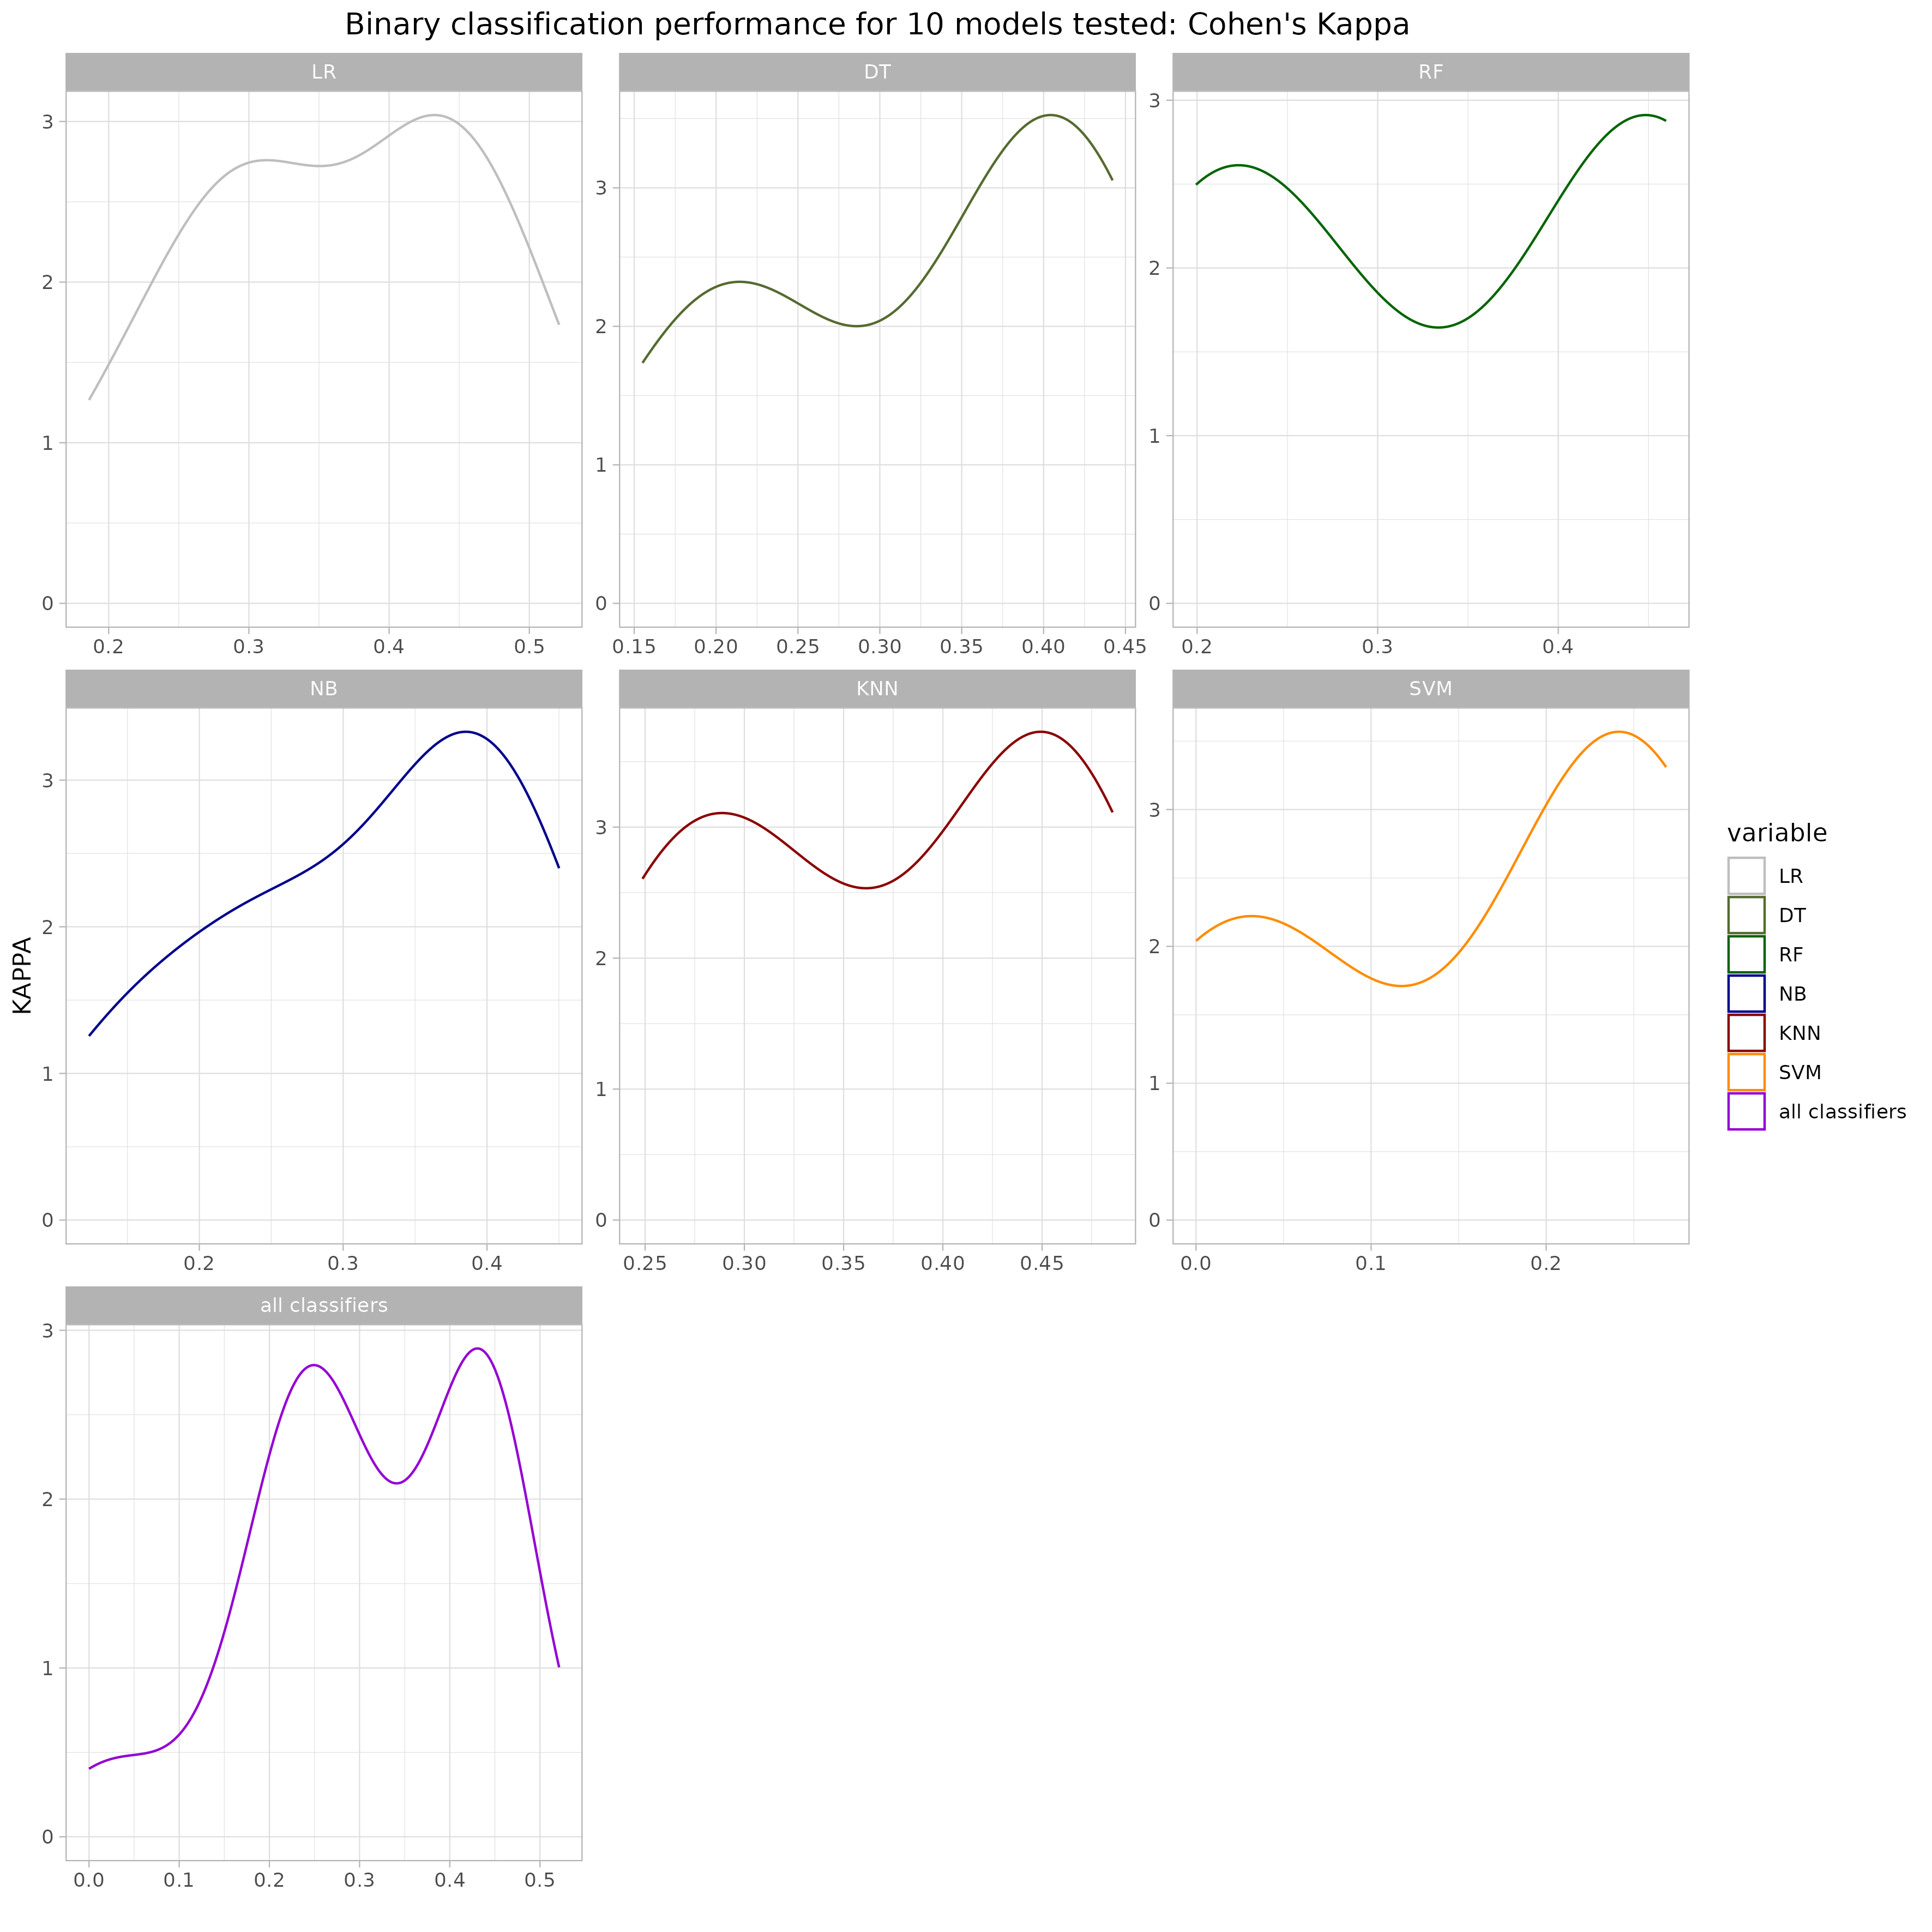 Binary classification performance for 10 models tested: Cohen's Kappa
LR
DT
RF
3
2
1
0
3
2
1
0
3
2
1
0
0.2 0.3 0.4 0.5
0.15 0.20 0.25 0.30 0.35 0.40 0.45
0.2 0.3 0.4
NB
KNN
SVM
3
2
1
0
3
2
1
0
3
2
1
0
0.2 0.3 0.4
0.25 0.30 0.35 0.40 0.45
0.0 0.1 0.2
KAPPA
all classifiers
3
2
1
0
0.0 0.1 0.2 0.3 0.4 0.5
variable
LR
DT
RF
NB
KNN
SVM
all classifiers